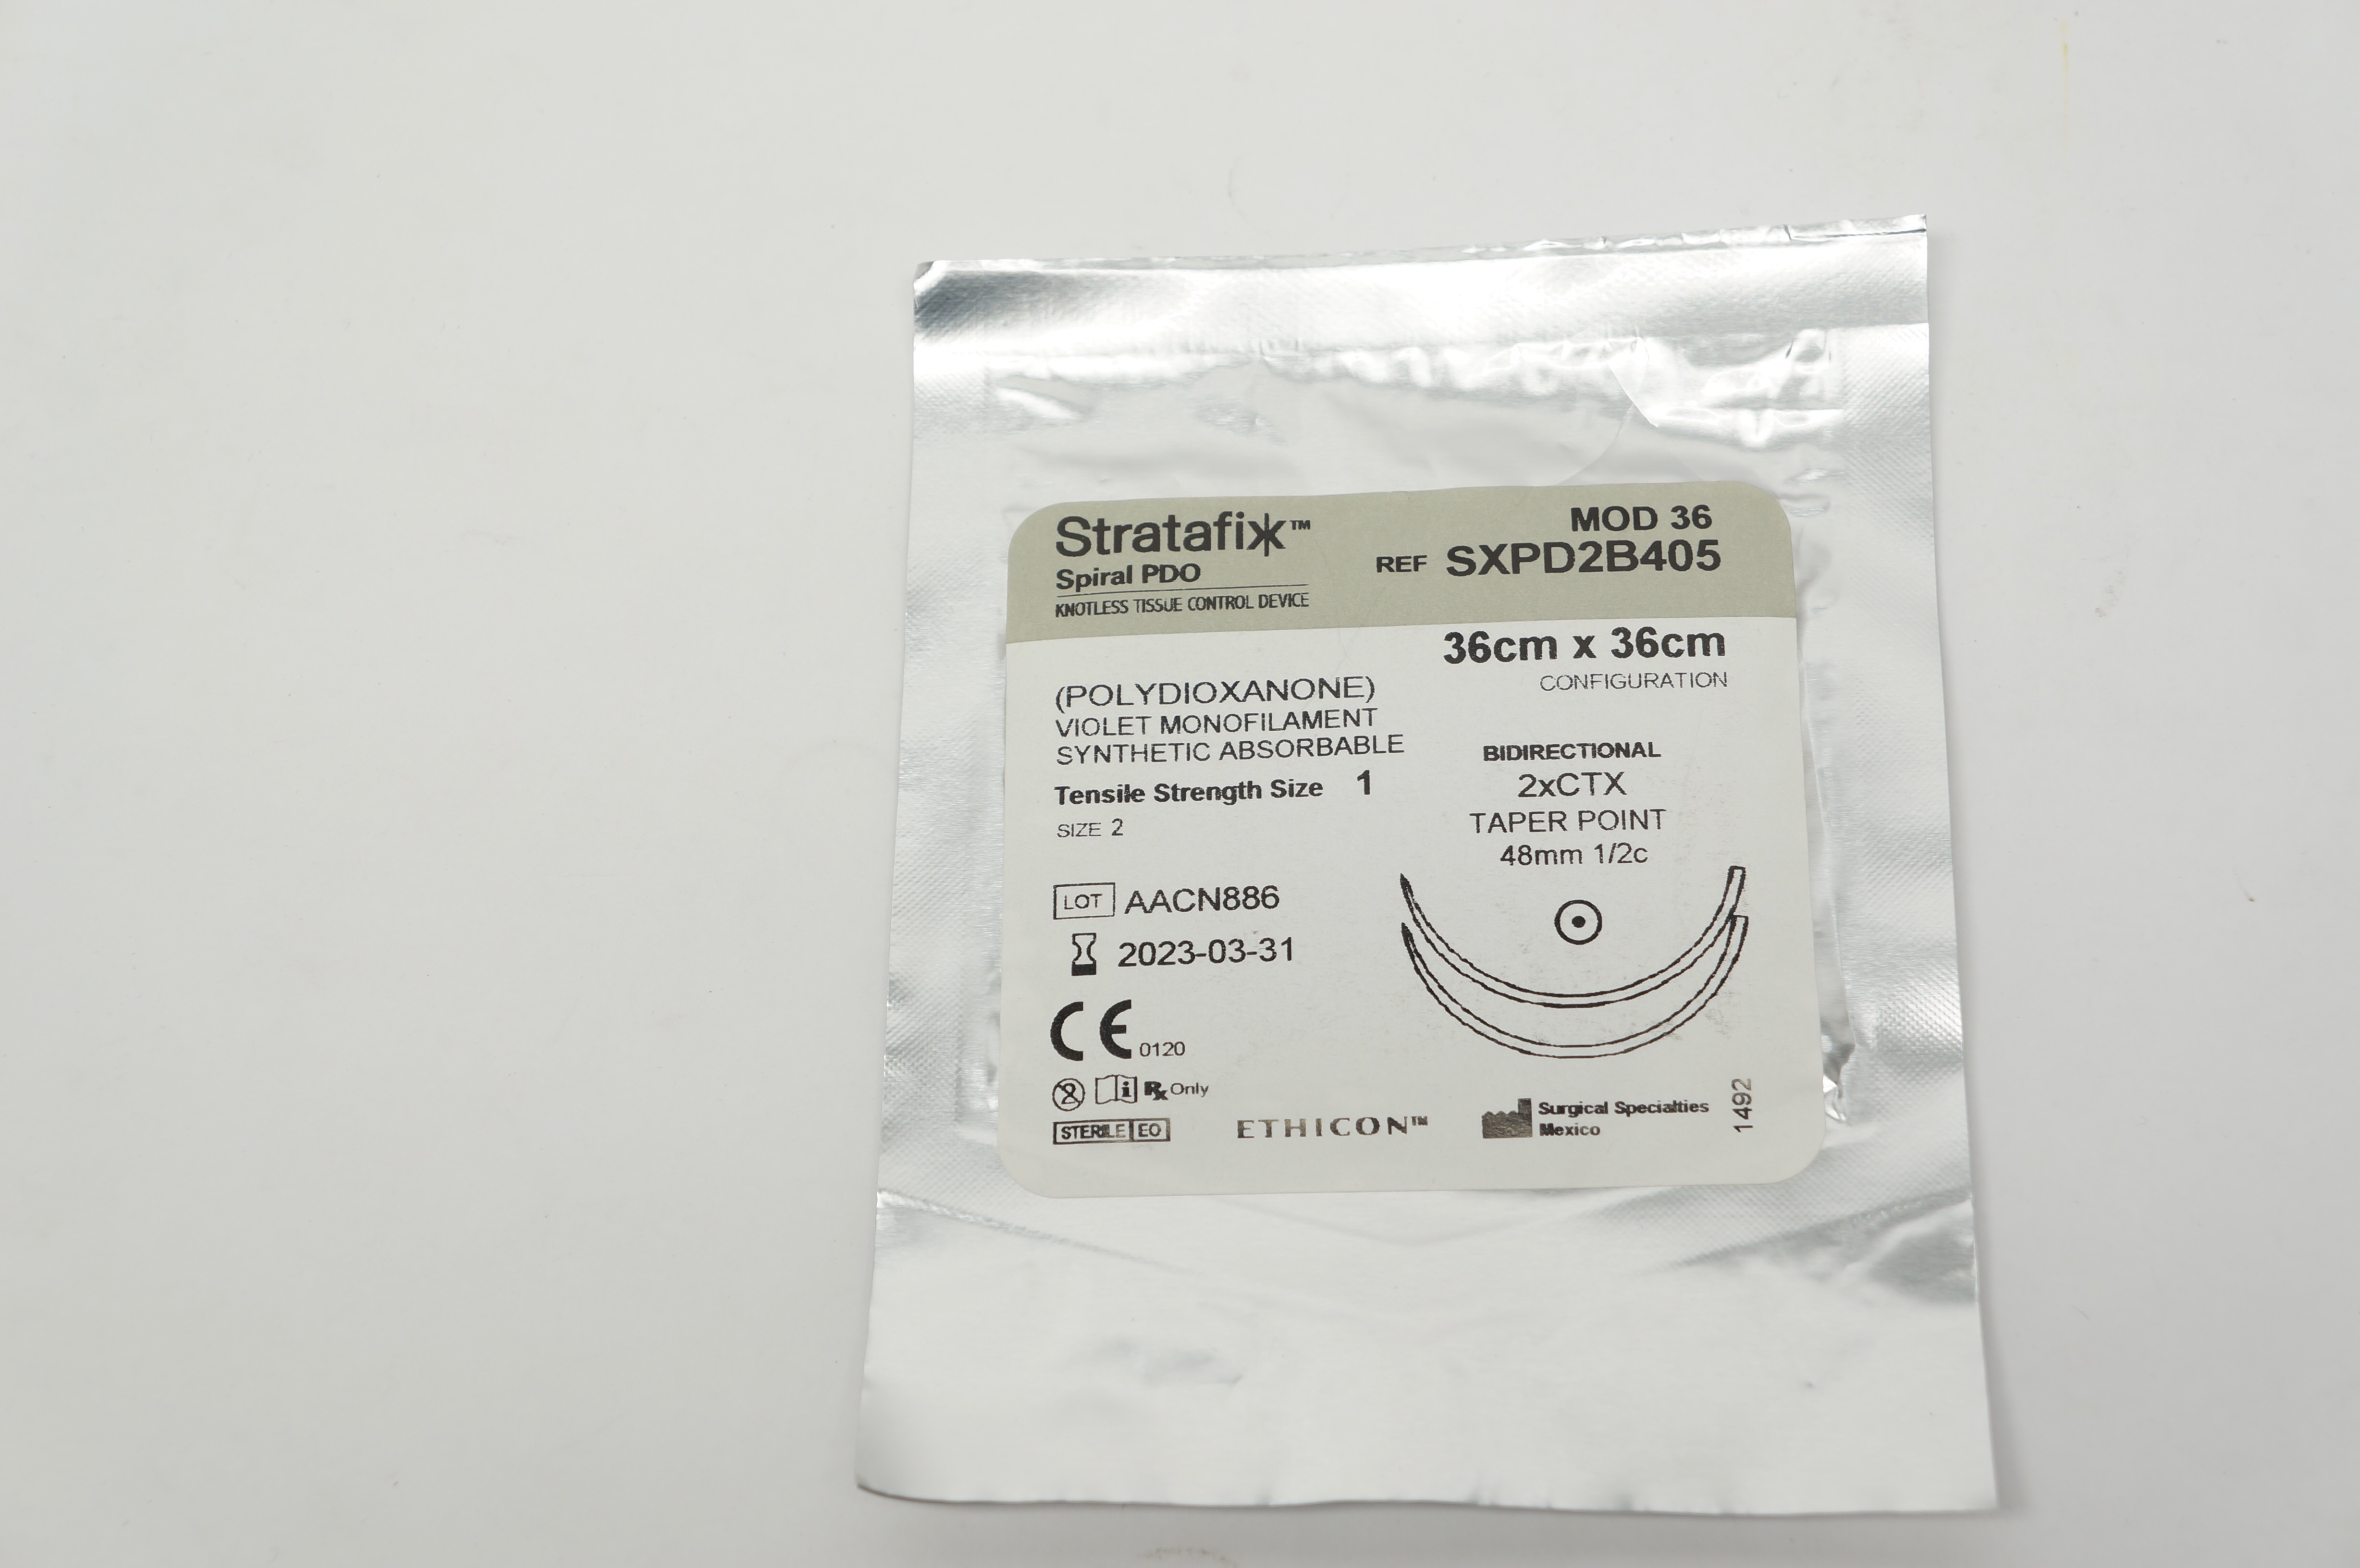 Stratafix™
Spiral PDO
KNOTLESS TISSUE CONTROL DEVICE
MOD 36
REF SXPD2B405
36cm x 36cm
CONFIGURATION
(POLYDIOXANONE)
VIOLET MONOFILAMENT
SYNTHETIC ABSORBABLE
Tensile Strength Size 1
SIZE 2
BIDIRECTIONAL
2xCTX
TAPER POINT
48mm 1/2c
LOT AACN886
2023-03-31
CE 0120
2 i Rx Only
STERILE EO
ETHICON™
Surgical Specialties
Mexico
1492